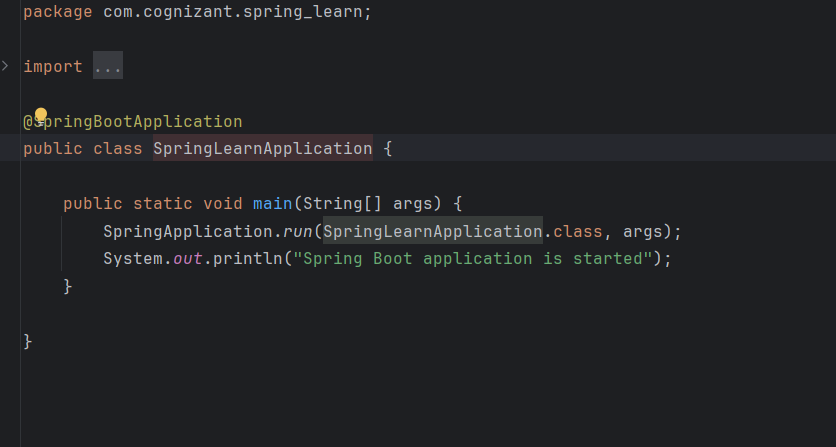 package com.cognizant.spring_learn;
import ...
@SpringBootApplication
public class SpringLearnApplication {
public static void main(String[] args) {
SpringApplication.run(SpringLearnApplication.class, args);
System.out.println("Spring Boot application is started");
}
}